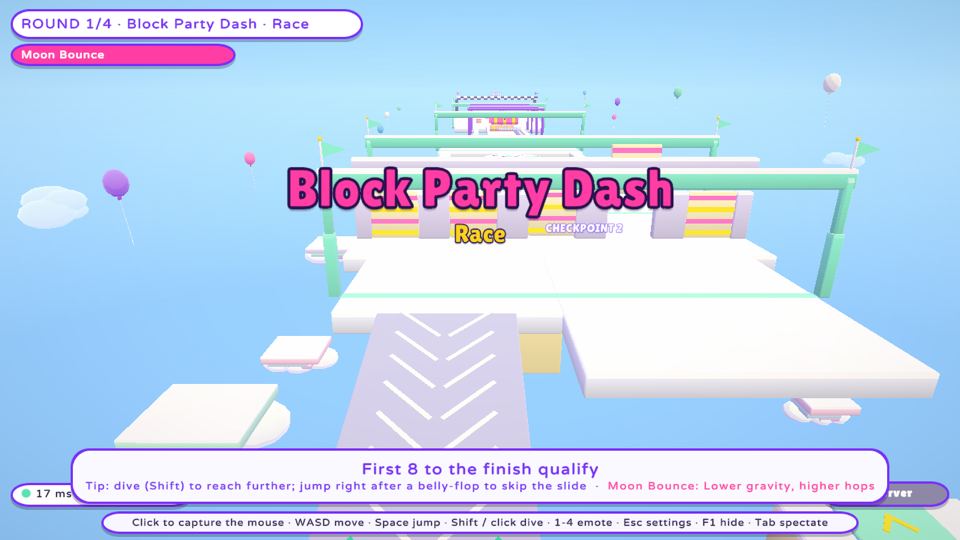 ROUND 1/4 · Block Party Dash · Race
Moon Bounce
Block Party Dash
Race
CHECKPOINT 2
First 8 to the finish qualify
Tip: dive (Shift) to reach further; jump right after a belly-flop to skip the slide · Moon Bounce: Lower gravity, higher hops
17 ms
Click to capture the mouse · WASD move · Space jump · Shift / click dive · 1-4 emote · Esc settings · F1 hide · Tab spectate